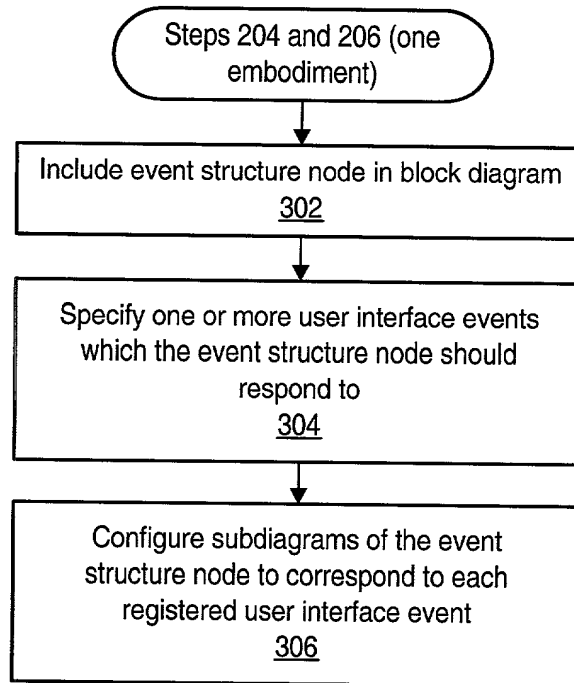 Steps 204 and 206 (one
embodiment)
Include event structure node in block diagram
302
Specify one or more user interface events
which the event structure node should
respond to
304
Configure subdiagrams of the event
structure node to correspond to each
registered user interface event
306